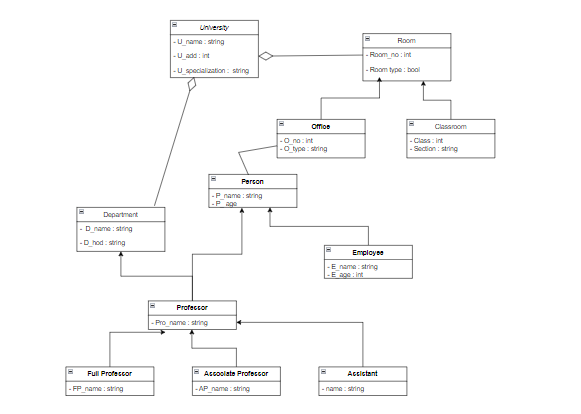 University
- U_name : string
- U_add : int
- U_specialization : string
Room
- Room_no : int
- Room type : bool
Office
- O_no : int
- O_type : string
Classroom
- Class : int
- Section : string
Person
- P_name : string
- P_age
Department
- D_name : string
- D_hod : string
Employee
- E_name : string
- E_age : int
Professor
- Pro_name : string
Full Professor
- FP_name : string
Associate Professor
- AP_name : string
Assistant
- name : string